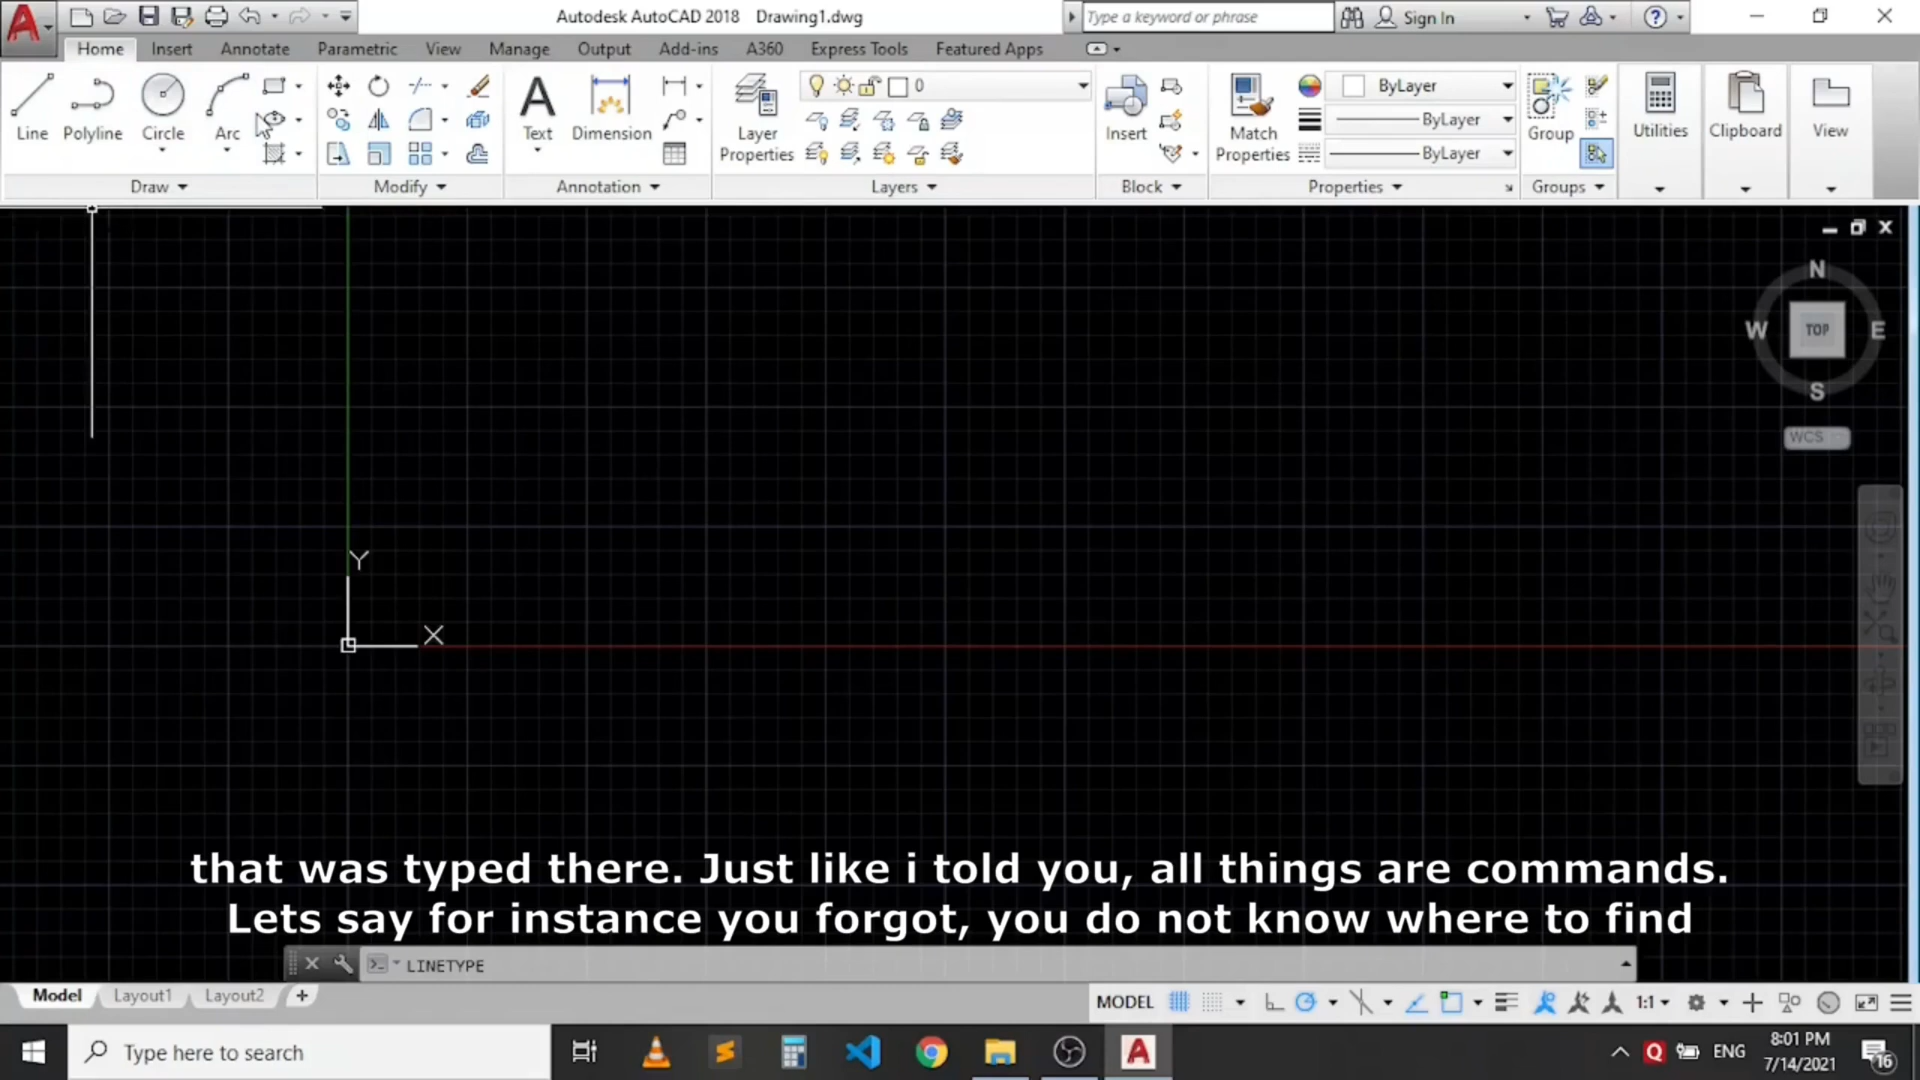 Autodesk AutoCAD 2018 Drawing1.dwg
Type a keyword or phrase
Sign In
Home Insert Annotate Parametric View Manage Output Add-ins A360 Express Tools Featured Apps
0
ByLayer
ByLayer
ByLayer
Line Polyline Circle Arc
Text Dimension
Layer
Properties
Insert
Match
Properties
Group
Utilities
Clipboard
View
Draw Modify Annotation Layers Block Properties Groups
N
W TOP E
S
WCS
Y
X
that was typed there. Just like i told you, all things are commands.
Lets say for instance you forgot, you do not know where to find
LINETYPE
Model Layout1 Layout2 +
MODEL 1:1
Type here to search
ENG
8:01 PM
7/14/2021
16